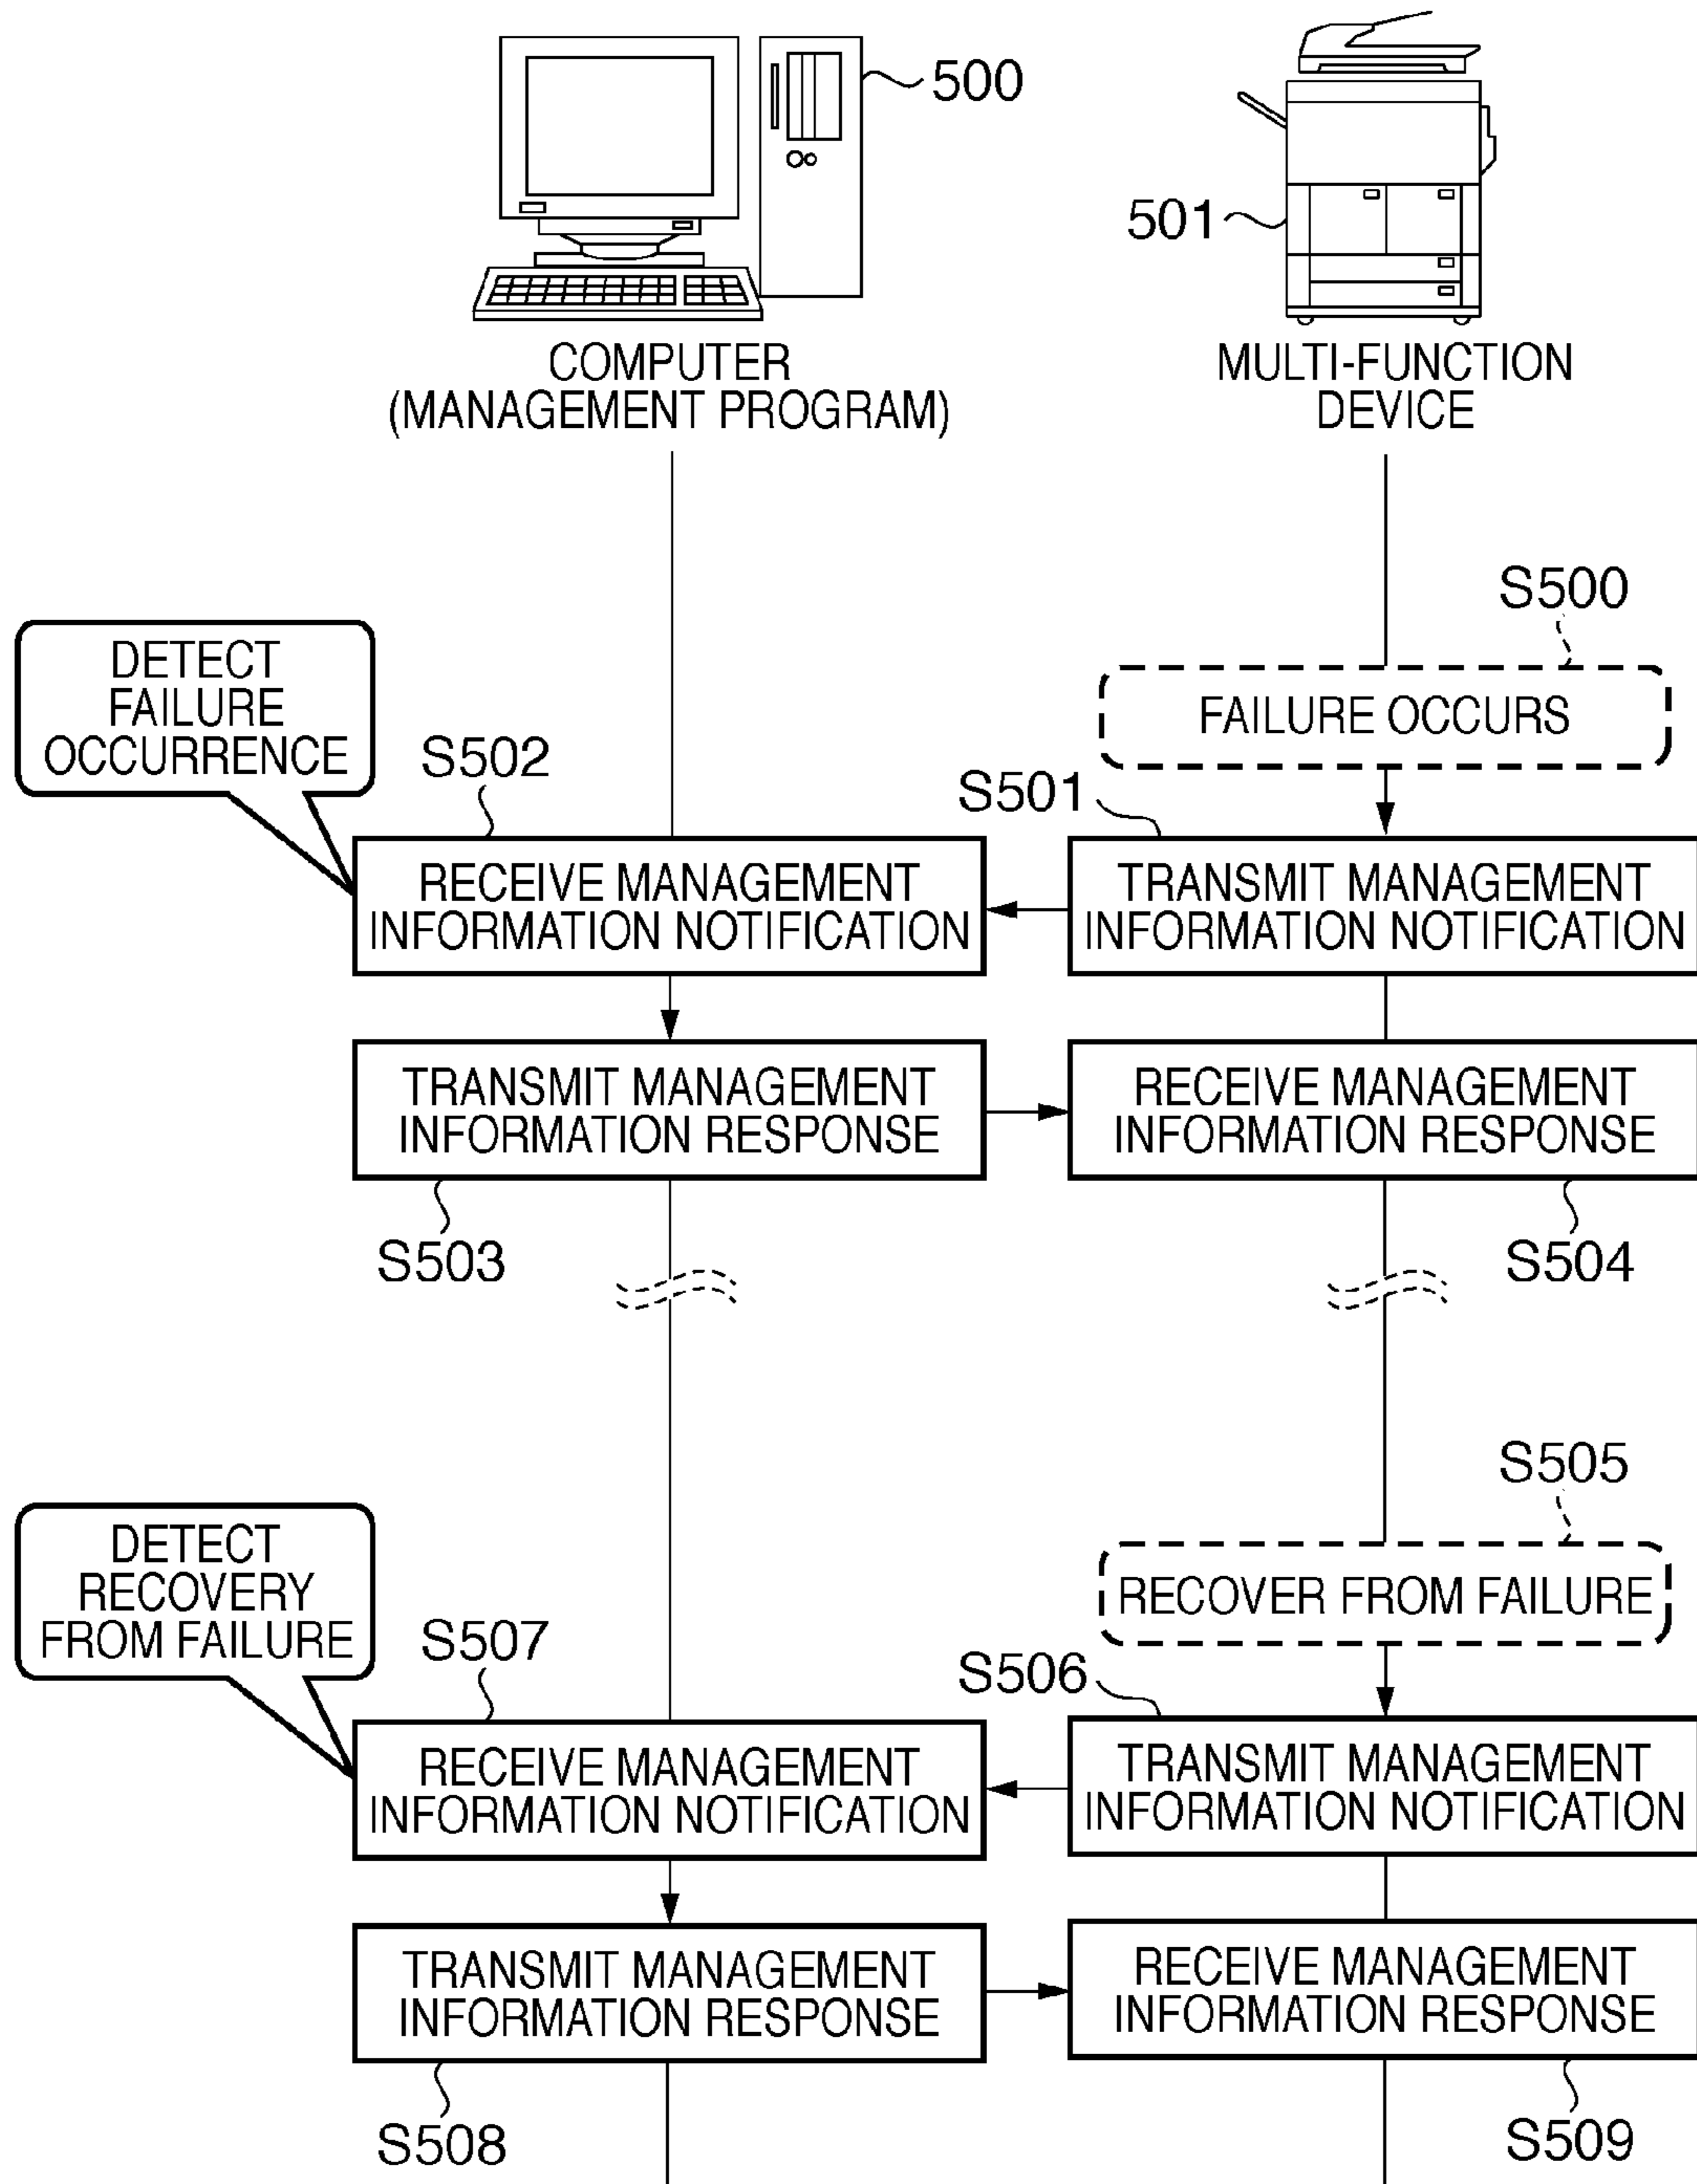 500
501
COMPUTER
(MANAGEMENT PROGRAM)
MULTI-FUNCTION
DEVICE
S500
DETECT
FAILURE
OCCURRENCE
FAILURE OCCURS
S502
S501
RECEIVE MANAGEMENT
INFORMATION NOTIFICATION
TRANSMIT MANAGEMENT
INFORMATION NOTIFICATION
TRANSMIT MANAGEMENT
INFORMATION RESPONSE
RECEIVE MANAGEMENT
INFORMATION RESPONSE
S503
S504
S505
DETECT
RECOVERY
FROM FAILURE
RECOVER FROM FAILURE
S507
S506
RECEIVE MANAGEMENT
INFORMATION NOTIFICATION
TRANSMIT MANAGEMENT
INFORMATION NOTIFICATION
TRANSMIT MANAGEMENT
INFORMATION RESPONSE
RECEIVE MANAGEMENT
INFORMATION RESPONSE
S508
S509